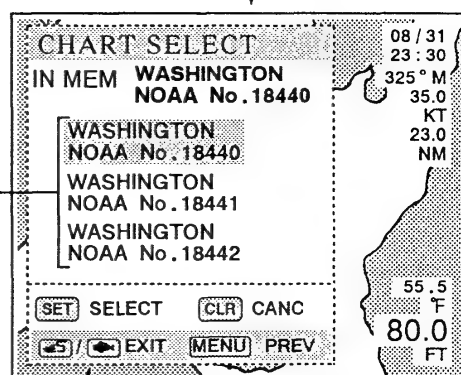 CHART SELECT
IN MEM WASHINGTON
NOAA No.18440
WASHINGTON
NOAA No.18440
WASHINGTON
NOAA No.18441
WASHINGTON
NOAA No.18442
SET SELECT CLR CANC
/ EXIT MENU PREV
08/31
23:30
325° M
35.0
KT
23.0
NM
55.5
°F
80.0
FT